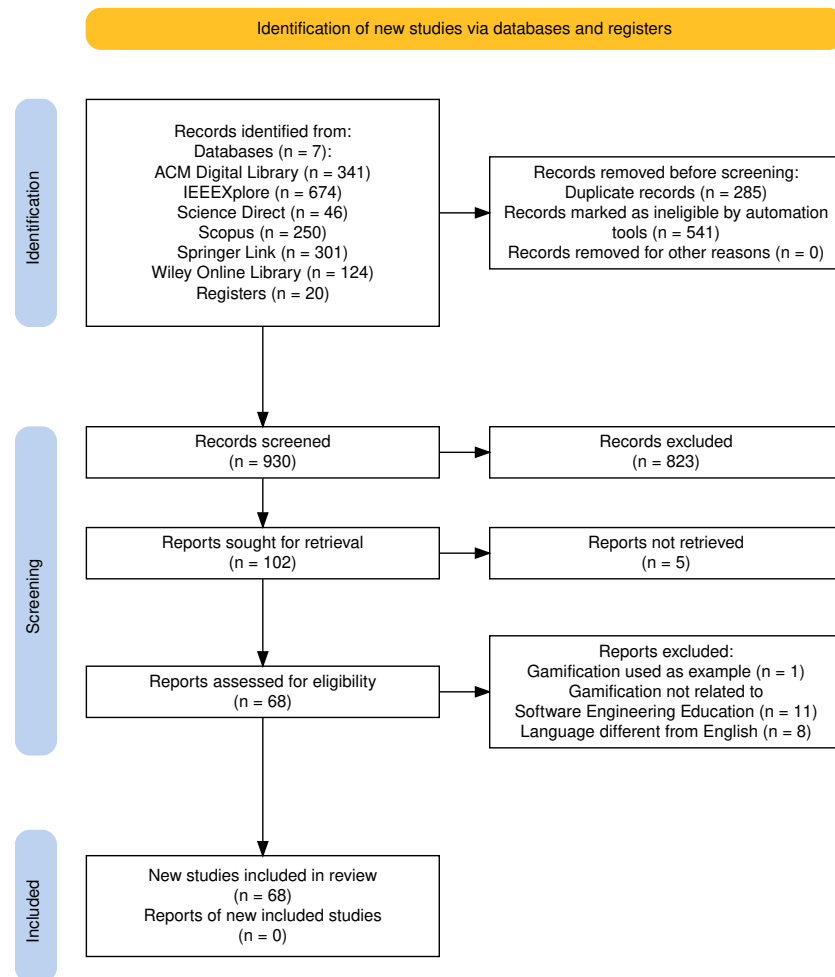 Identification of new studies via databases and registers
Identification
Records identified from:
Databases (n = 7):
ACM Digital Library (n = 341)
IEEEXplore (n = 674)
Science Direct (n = 46)
Scopus (n = 250)
Springer Link (n = 301)
Wiley Online Library (n = 124)
Registers (n = 20)
Records removed before screening:
Duplicate records (n = 285)
Records marked as ineligible by automation
tools (n = 541)
Records removed for other reasons (n = 0)
Screening
Records screened
(n = 930)
Records excluded
(n = 823)
Reports sought for retrieval
(n = 102)
Reports not retrieved
(n = 5)
Reports assessed for eligibility
(n = 68)
Reports excluded:
Gamification used as example (n = 1)
Gamification not related to
Software Engineering Education (n = 11)
Language different from English (n = 8)
Included
New studies included in review
(n = 68)
Reports of new included studies
(n = 0)